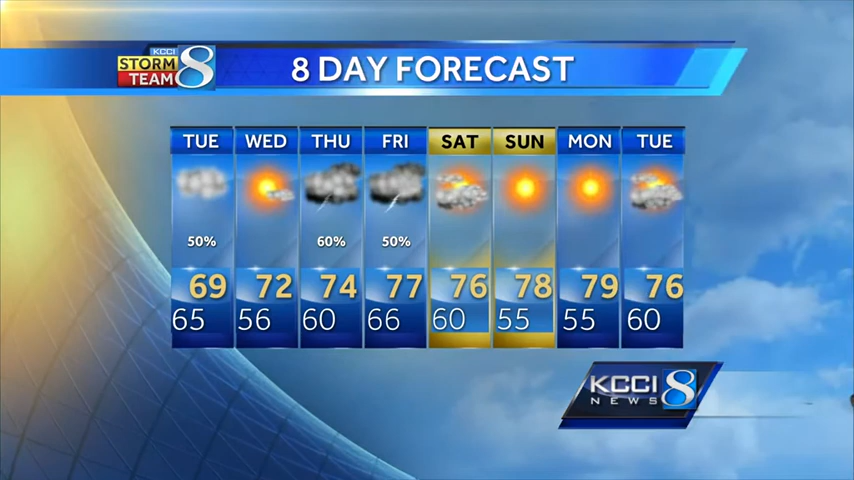 KCCI
STORM
TEAM 8
8 DAY FORECAST
TUE WED THU FRI SAT SUN MON TUE
50% 60% 50%
69 72 74 77 76 78 79 76
65 56 60 66 60 55 55 60
KCCI 8
NEWS